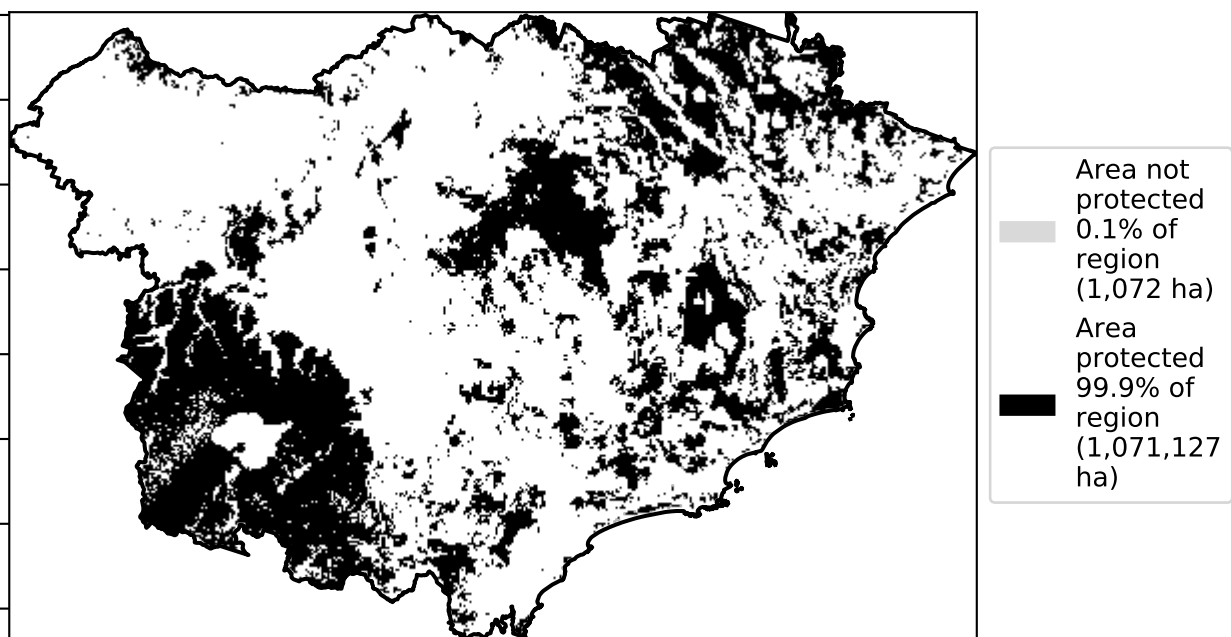 Area not
protected
0.1% of
region
(1,072 ha)
Area
protected
99.9% of
region
(1,071,127
ha)